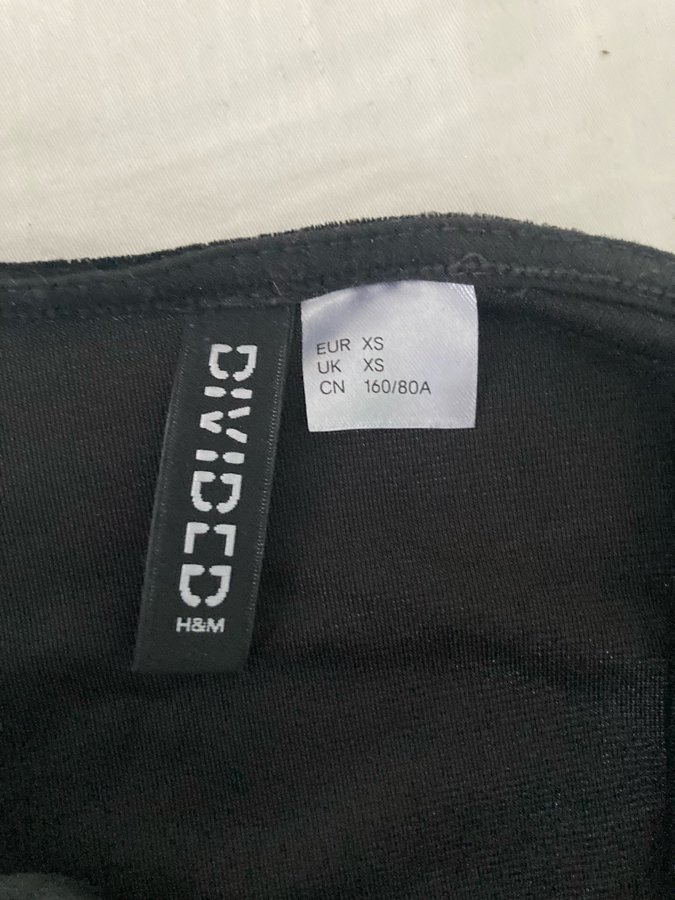 DIVIDED
H&M
EUR XS
UK XS
CN 160/80A